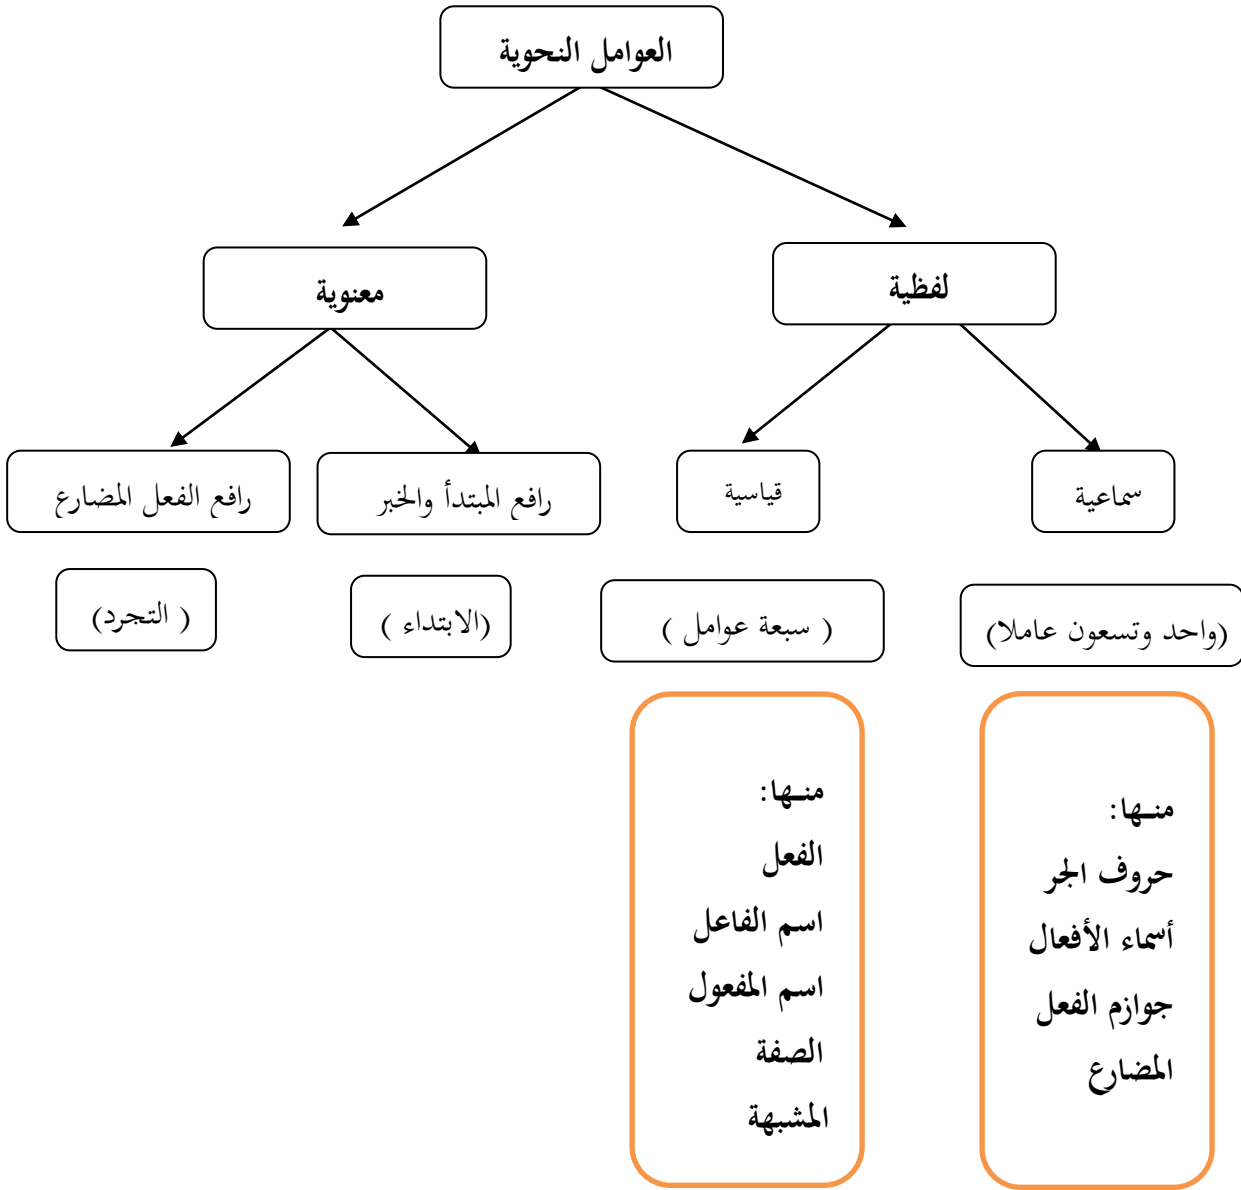 العوامل النحوية
لفظية
معنوية
سماعية
قياسية
رافع المبتدأ والخبر
رافع الفعل المضارع
(واحد وتسعون عاملا)
( سبعة عوامل )
(الابتداء )
( التجرد)
منـها:
حروف الجر
أسماء الأفعال
جوازم الفعل
المضارع
منـها:
الفعل
اسم الفاعل
اسم المفعول
الصفة
المشبهة